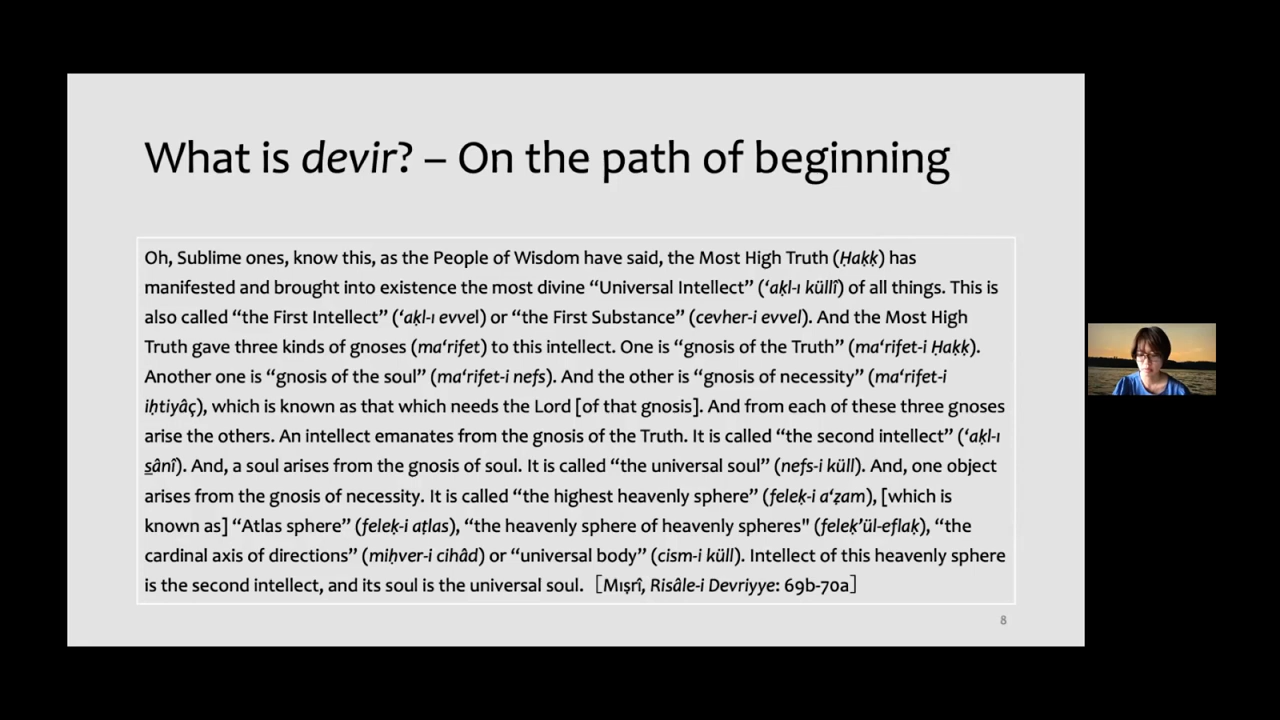 What is devir? – On the path of beginning
Oh, Sublime ones, know this, as the People of Wisdom have said, the Most High Truth (Ḥaḳḳ) has
manifested and brought into existence the most divine “Universal Intellect” (‘aḳl-ı küllî) of all things. This is
also called “the First Intellect” (‘aḳl-ı evvel) or “the First Substance” (cevher-i evvel). And the Most High
Truth gave three kinds of gnoses (ma‘rifet) to this intellect. One is “gnosis of the Truth” (ma‘rifet-i Ḥaḳḳ).
Another one is “gnosis of the soul” (ma‘rifet-i nefs). And the other is “gnosis of necessity” (ma‘rifet-i
iḥtiyâç), which is known as that which needs the Lord [of that gnosis]. And from each of these three gnoses
arise the others. An intellect emanates from the gnosis of the Truth. It is called “the second intellect” (‘aḳl-ı
s̱ânî). And, a soul arises from the gnosis of soul. It is called “the universal soul” (nefs-i küll). And, one object
arises from the gnosis of necessity. It is called “the highest heavenly sphere” (feleḳ-i a‘ẓam), [which is
known as] “Atlas sphere” (feleḳ-i aṭlas), “the heavenly sphere of heavenly spheres" (feleḳ’ül-eflaḳ), “the
cardinal axis of directions” (miḥver-i cihâd) or “universal body” (cism-i küll). Intellect of this heavenly sphere
is the second intellect, and its soul is the universal soul. [Mıṣrî, Risâle-i Devriyye: 69b-70a]
8